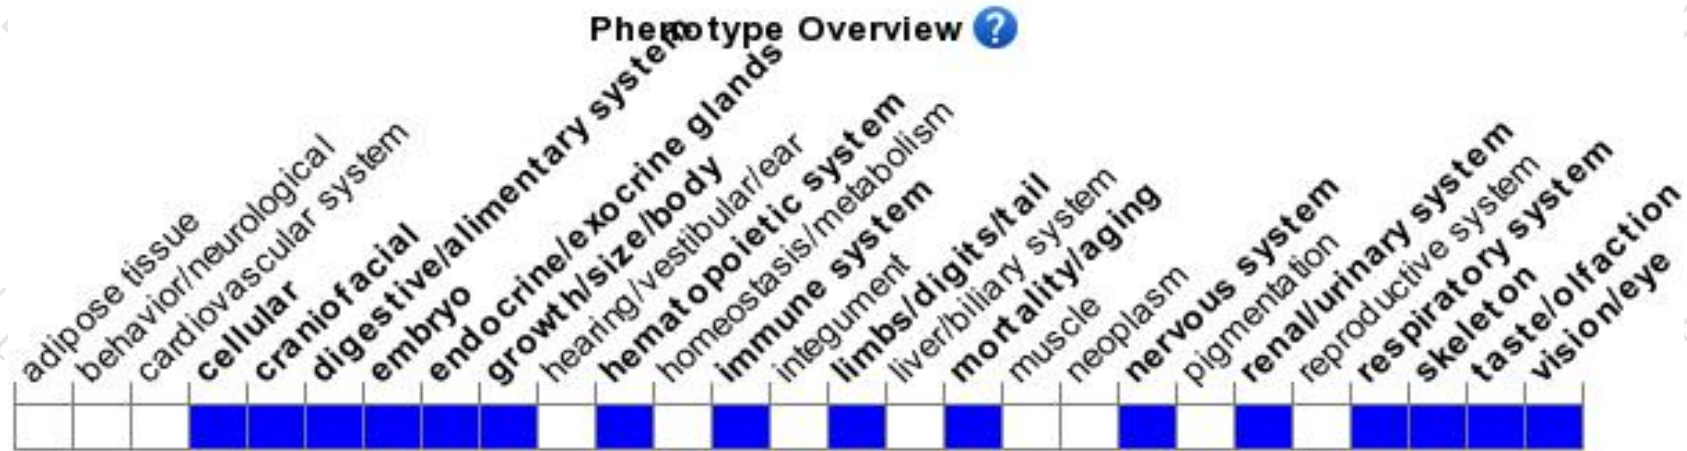 Phenotype Overview ?
adipose tissue
behavior/neurological
cardiovascular system
cellular
craniofacial
digestive/alimentary system
embryo
endocrine/exocrine glands
growth/size/body
hearing/vestibular/ear
hematopoietic system
homeostasis/metabolism
immune system
integument
limbs/digits/tail
liver/biliary system
mortality/aging
muscle
neoplasm
nervous system
pigmentation
renal/urinary system
reproductive system
respiratory system
skeleton
taste/olfaction
vision/eye